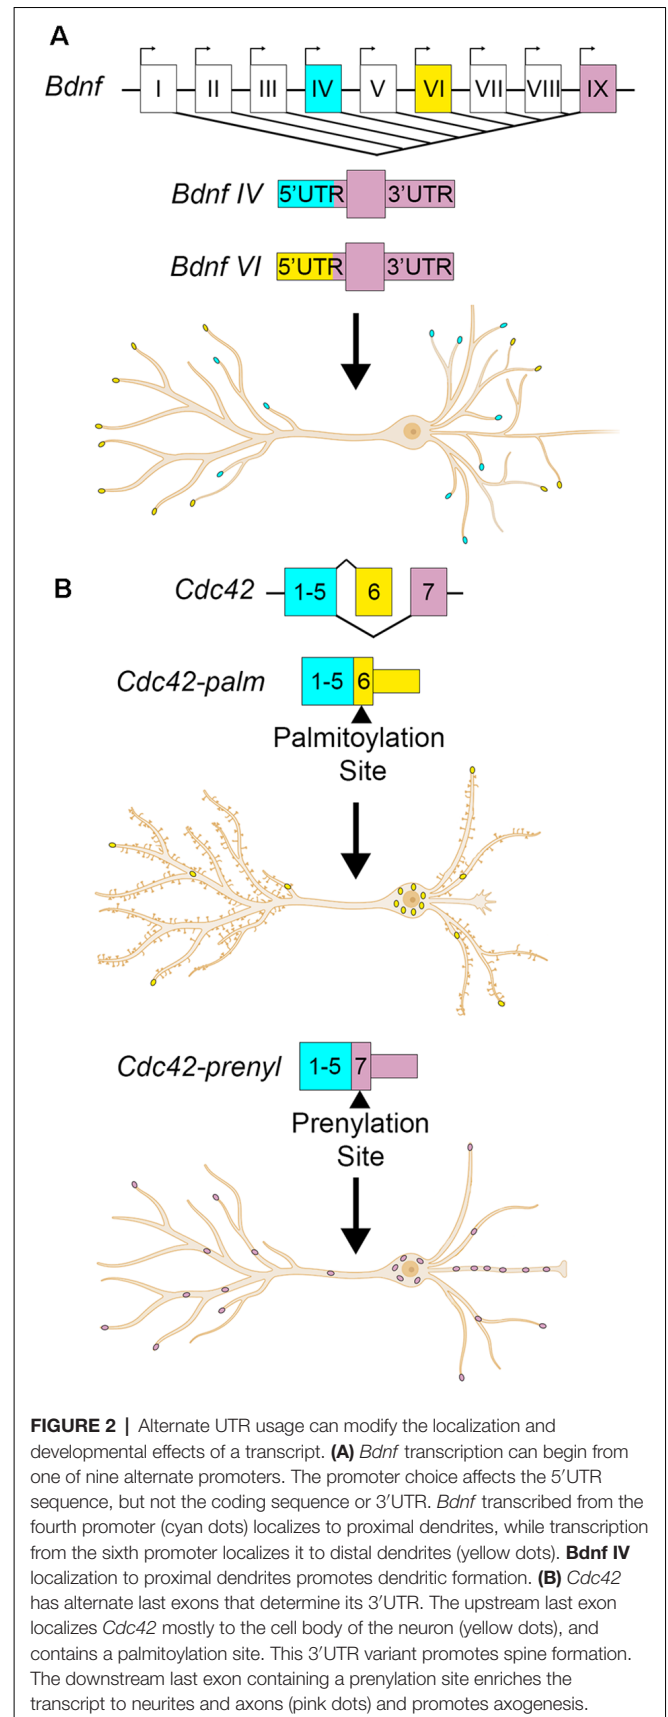 A
Bdnf I II III IV V VI VII VIII IX
Bdnf IV 5'UTR 3'UTR
Bdnf VI 5'UTR 3'UTR
B
Cdc42 1-5 6 7
Cdc42-palm 1-5 6
Palmitoylation
Site
Cdc42-prenyl 1-5 7
Prenylation
Site
FIGURE 2 | Alternate UTR usage can modify the localization and
developmental effects of a transcript. (A) Bdnf transcription can begin from
one of nine alternate promoters. The promoter choice affects the 5′UTR
sequence, but not the coding sequence or 3′UTR. Bdnf transcribed from the
fourth promoter (cyan dots) localizes to proximal dendrites, while transcription
from the sixth promoter localizes it to distal dendrites (yellow dots). Bdnf IV
localization to proximal dendrites promotes dendritic formation. (B) Cdc42
has alternate last exons that determine its 3′UTR. The upstream last exon
localizes Cdc42 mostly to the cell body of the neuron (yellow dots), and
contains a palmitoylation site. This 3′UTR variant promotes spine formation.
The downstream last exon containing a prenylation site enriches the
transcript to neurites and axons (pink dots) and promotes axogenesis.